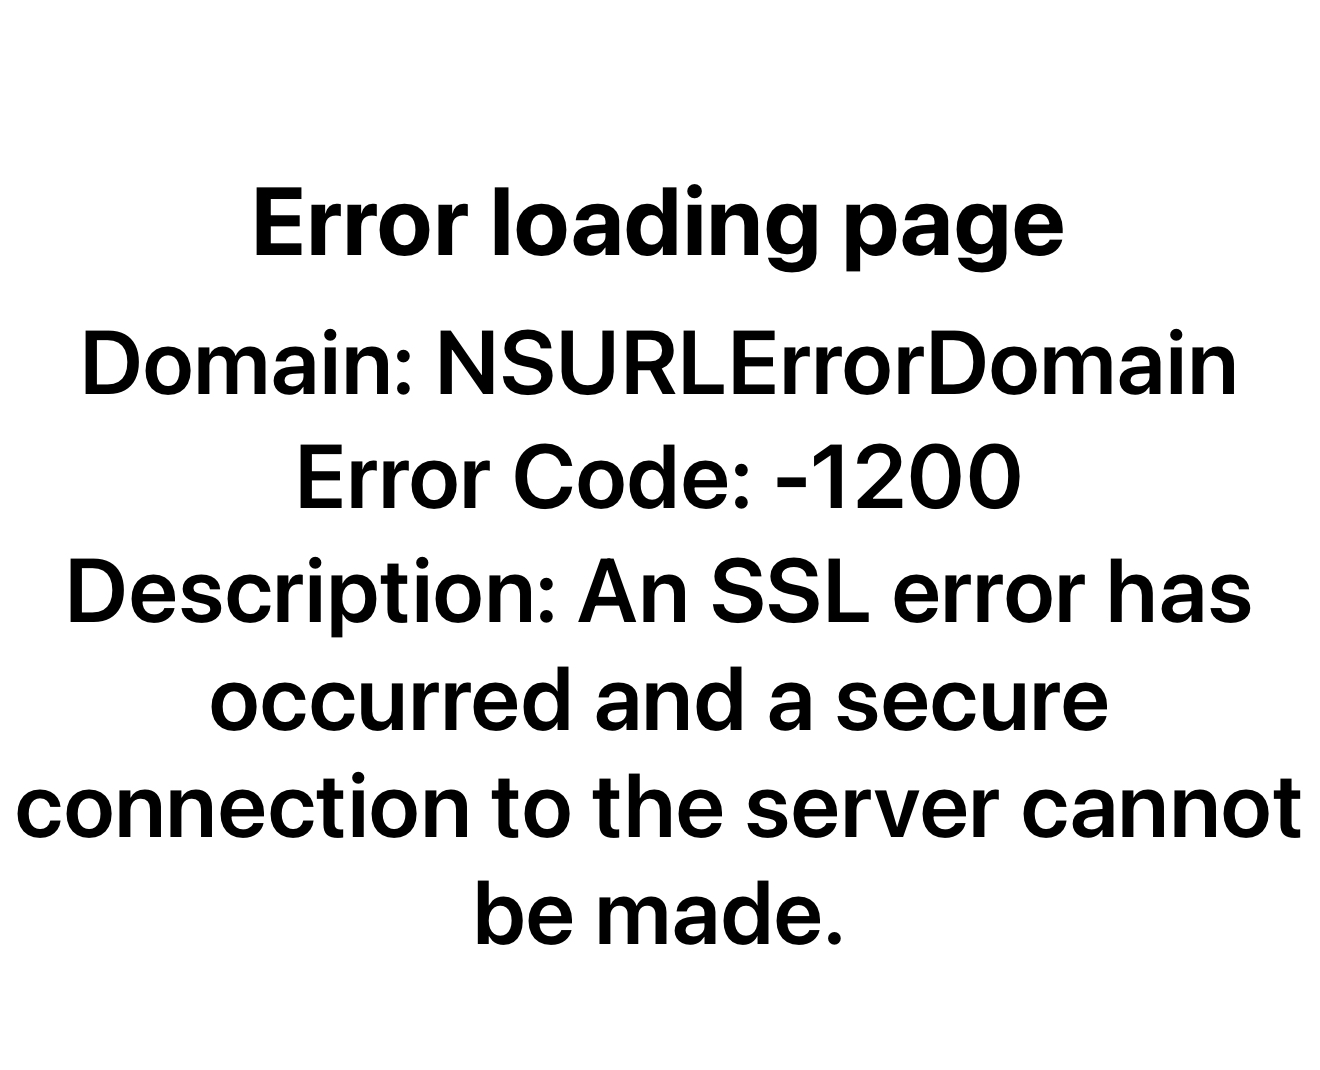 Error loading page
Domain: NSURLErrorDomain
Error Code: -1200
Description: An SSL error has
occurred and a secure
connection to the server cannot
be made.